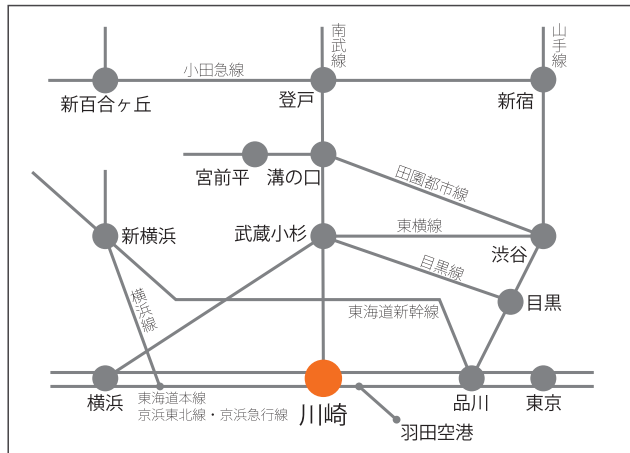 南武線
山手線
小田急線
新百合ヶ丘
登戸
新宿
宮前平
溝の口
田園都市線
新横浜
武蔵小杉
東横線
渋谷
目黒線
目黒
横浜線
東海道新幹線
横浜
東海道本線
京浜東北線・京浜急行線
川崎
品川
東京
羽田空港